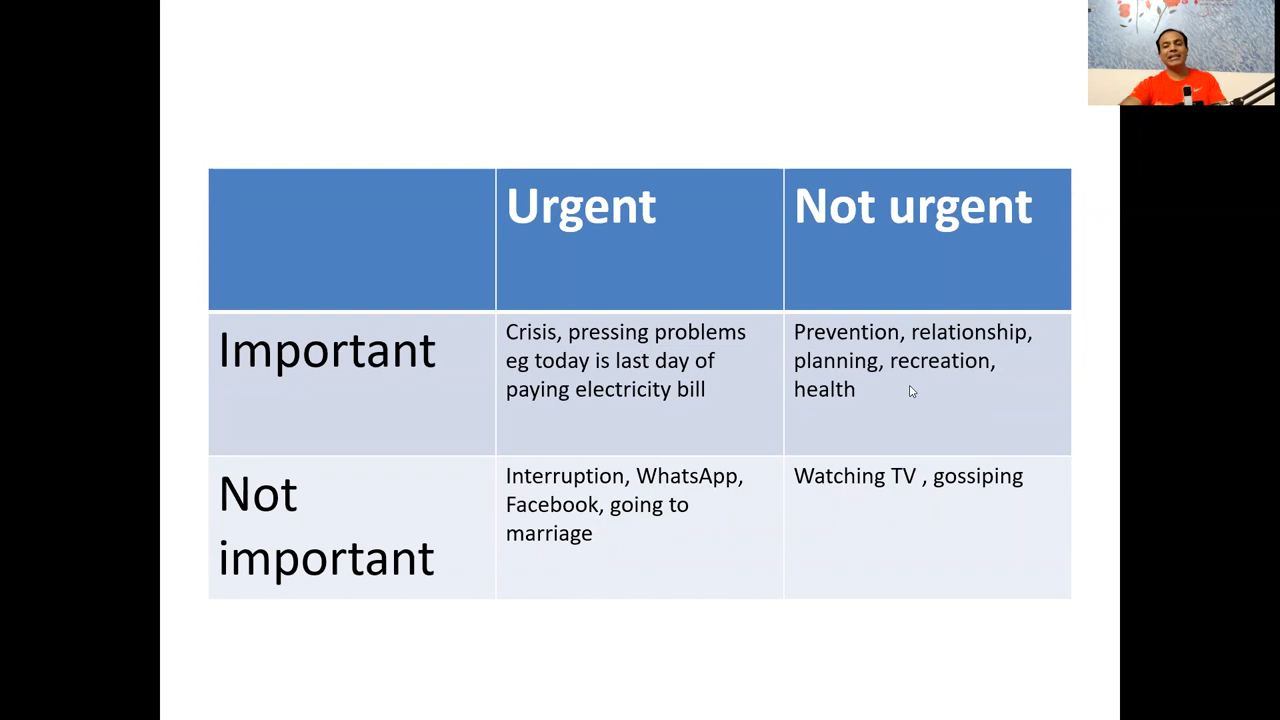 Urgent
Not urgent
Important
Crisis, pressing problems
eg today is last day of
paying electricity bill
Prevention, relationship,
planning, recreation,
health
Not
important
Interruption, WhatsApp,
Facebook, going to
marriage
Watching TV , gossiping